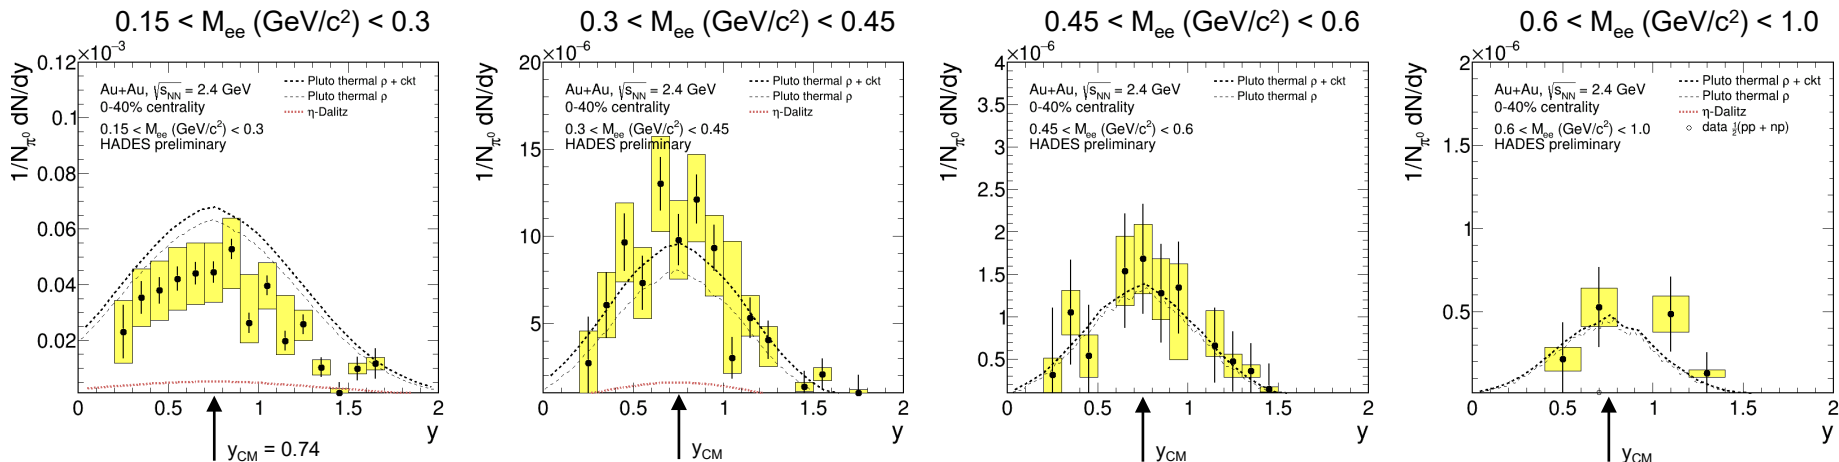 0.15 < Mee (GeV/c²) < 0.3
×10⁻³
1/Nπ⁰ dN/dy
0.12
0.1
0.08
0.06
0.04
0.02
Au+Au, √sNN = 2.4 GeV
0-40% centrality
0.15 < Mee (GeV/c²) < 0.3
HADES preliminary
Pluto thermal ρ + ckt
Pluto thermal ρ
η-Dalitz
0 0.5 1 1.5 2
y
yCM = 0.74
0.3 < Mee (GeV/c²) < 0.45
×10⁻⁶
1/Nπ⁰ dN/dy
20
15
10
5
Au+Au, √sNN = 2.4 GeV
0-40% centrality
0.3 < Mee (GeV/c²) < 0.45
HADES preliminary
Pluto thermal ρ + ckt
Pluto thermal ρ
η-Dalitz
0 0.5 1 1.5 2
y
yCM
0.45 < Mee (GeV/c²) < 0.6
×10⁻⁶
1/Nπ⁰ dN/dy
4
3.5
3
2.5
2
1.5
1
0.5
Au+Au, √sNN = 2.4 GeV
0-40% centrality
0.45 < Mee (GeV/c²) < 0.6
HADES preliminary
Pluto thermal ρ + ckt
Pluto thermal ρ
0 0.5 1 1.5 2
y
yCM
0.6 < Mee (GeV/c²) < 1.0
×10⁻⁶
1/Nπ⁰ dN/dy
2
1.5
1
0.5
Au+Au, √sNN = 2.4 GeV
0-40% centrality
0.6 < Mee (GeV/c²) < 1.0
HADES preliminary
Pluto thermal ρ + ckt
Pluto thermal ρ
η-Dalitz
data ½(pp + np)
0 0.5 1 1.5 2
y
yCM